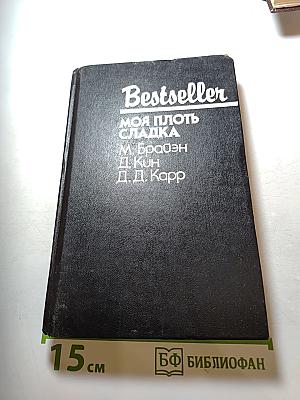 Bestseller
МОЯ ПЛОТЬ
СЛАДКА
М. Брайэн
Д. Кин
Д. Д. Карр
15 см
БФ БИБЛИОФАН